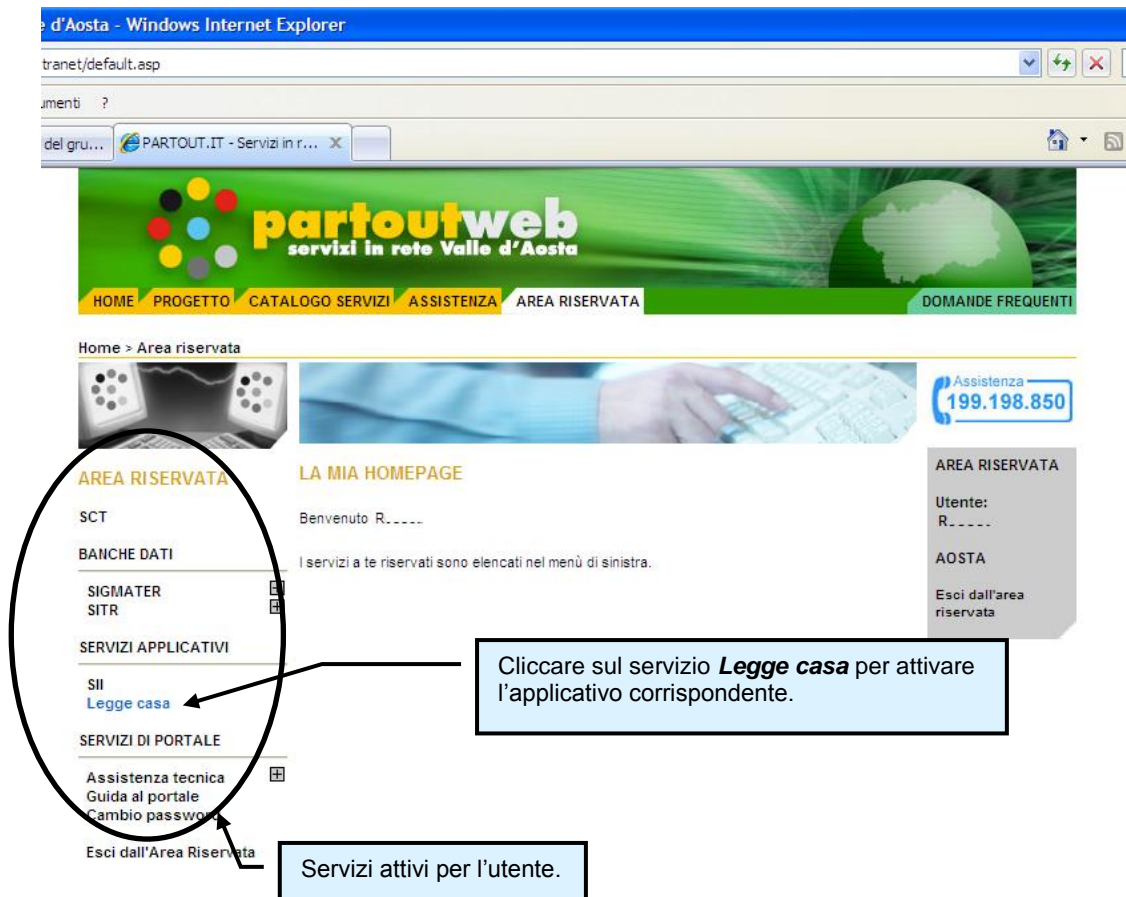 e d'Aosta - Windows Internet Explorer
tranet/default.asp
umenti ?
del gru... PARTOUT.IT - Servizi in r... X
partoutweb
servizi in rete Valle d'Aosta
HOME PROGETTO CATALOGO SERVIZI ASSISTENZA AREA RISERVATA DOMANDE FREQUENTI
Home > Area riservata
Assistenza
199.198.850
AREA RISERVATA
SCT
BANCHE DATI
SIGMATER
SITR
SERVIZI APPLICATIVI
SII
Legge casa
SERVIZI DI PORTALE
Assistenza tecnica
Guida al portale
Cambio password
Esci dall'Area Riservata
LA MIA HOMEPAGE
Benvenuto R_____
I servizi a te riservati sono elencati nel menù di sinistra.
AREA RISERVATA
Utente:
R_____
AOSTA
Esci dall'area
riservata
Cliccare sul servizio Legge casa per attivare
l'applicativo corrispondente.
Servizi attivi per l'utente.